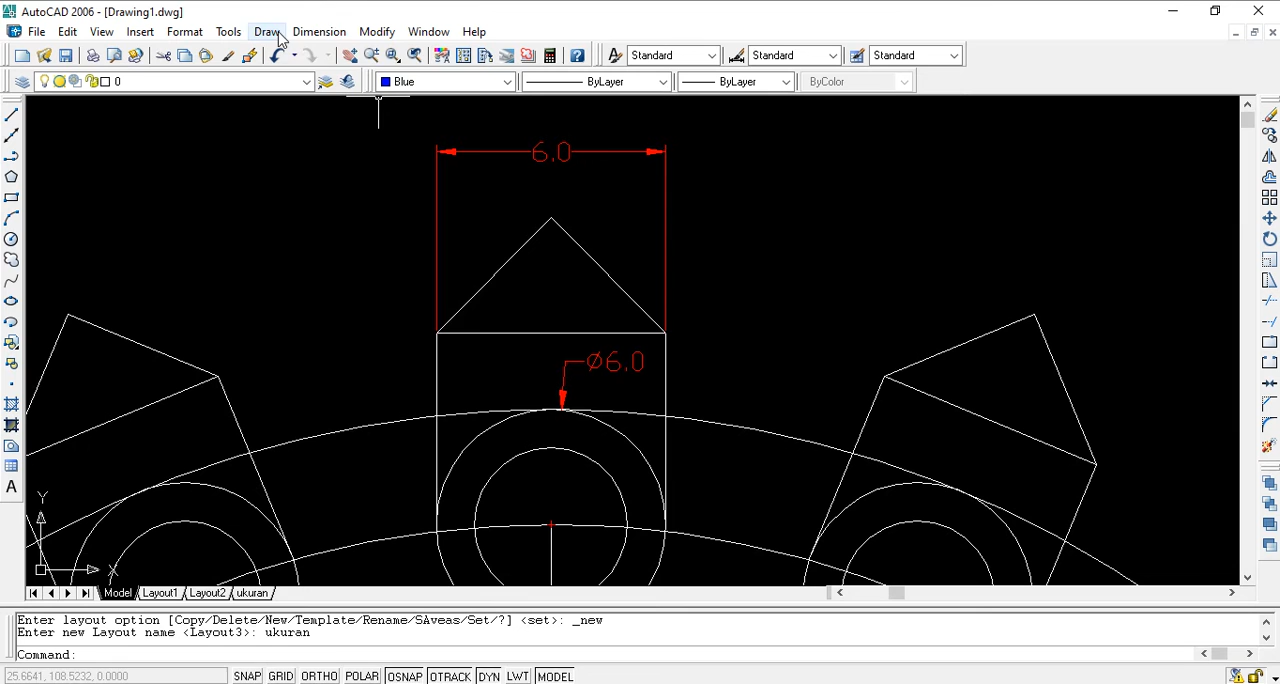 AutoCAD 2006 - [Drawing1.dwg]
File Edit View Insert Format Tools Draw Dimension Modify Window Help
Standard Standard Standard
0 Blue ByLayer ByLayer ByColor
6.0
Ø6.0
A
Y
X
Model Layout1 Layout2 ukuran
Enter layout option [Copy/Delete/New/Template/Rename/SAveas/Set/?] <set>: _new
Enter new Layout name <Layout3>: ukuran
Command:
25.6641, 108.5232, 0.0000 SNAP GRID ORTHO POLAR OSNAP OTRACK DYN LWT MODEL